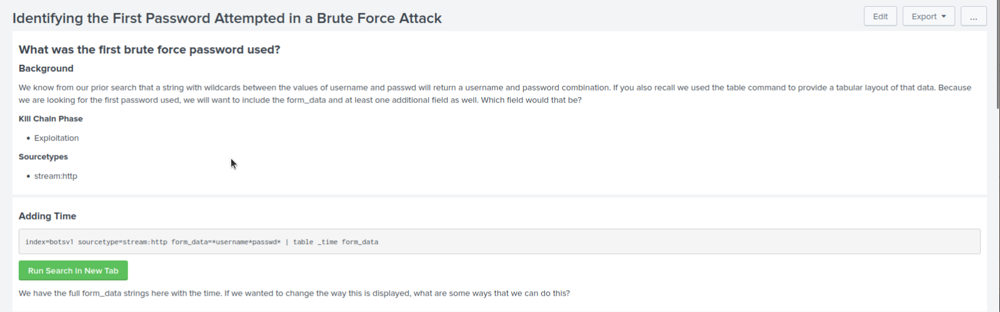 Identifying the First Password Attempted in a Brute Force Attack
Edit
Export
...
What was the first brute force password used?
Background
We know from our prior search that a string with wildcards between the values of username and passwd will return a username and password combination. If you also recall we used the table command to provide a tabular layout of that data. Because
we are looking for the first password used, we will want to include the form_data and at least one additional field as well. Which field would that be?
Kill Chain Phase
• Exploitation
Sourcetypes
• stream:http
Adding Time
index=botsv1 sourcetype=stream:http form_data=*username*passwd* | table _time form_data
Run Search In New Tab
We have the full form_data strings here with the time. If we wanted to change the way this is displayed, what are some ways that we can do this?